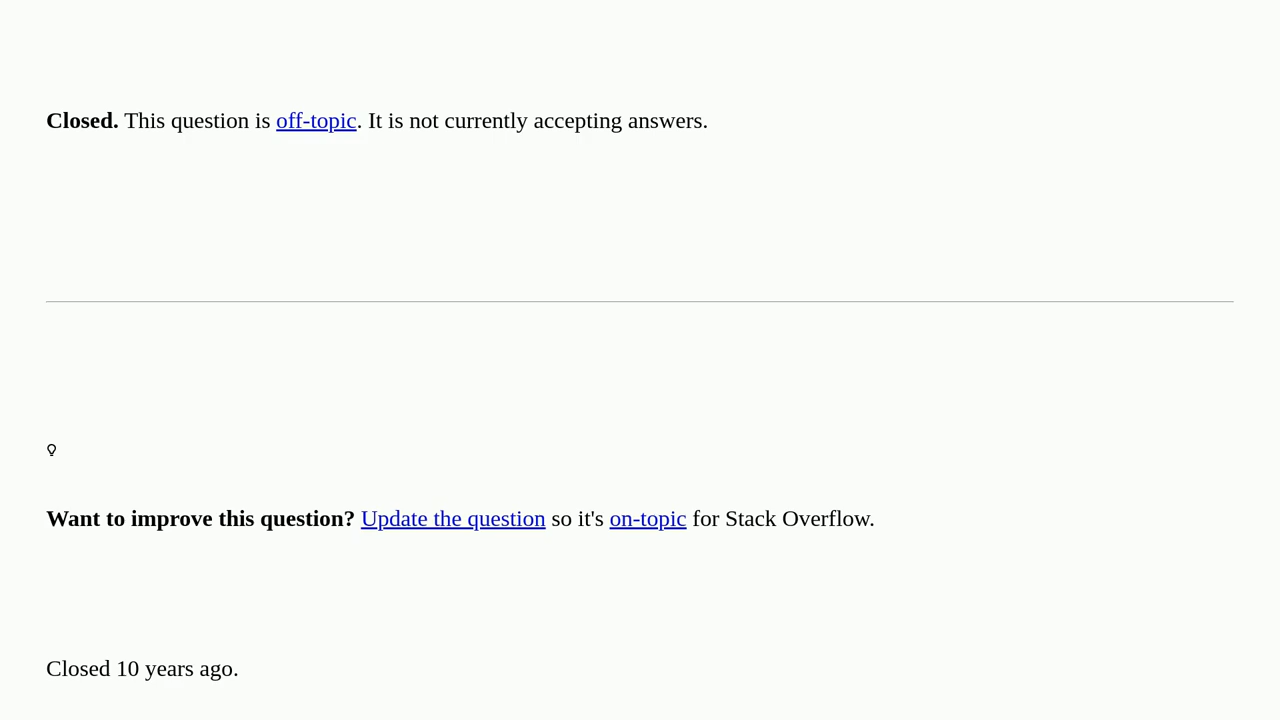 Closed. This question is off-topic. It is not currently accepting answers.
Want to improve this question? Update the question so it's on-topic for Stack Overflow.
Closed 10 years ago.